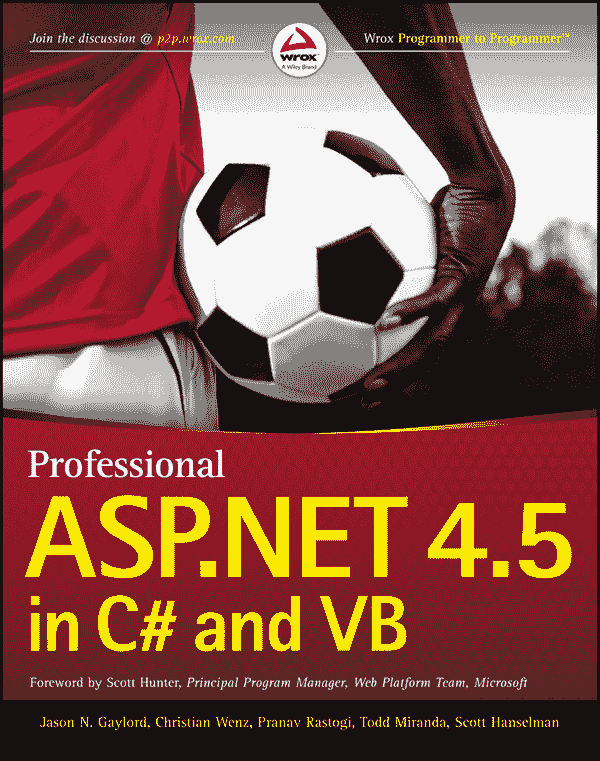 Join the discussion @ p2p.wrox.com
Wrox Programmer to Programmer™
wrox™
A Wiley Brand
Professional
ASP.NET 4.5
in C# and VB
Foreword by Scott Hunter, Principal Program Manager, Web Platform Team, Microsoft
Jason N. Gaylord, Christian Wenz, Pranav Rastogi, Todd Miranda, Scott Hanselman